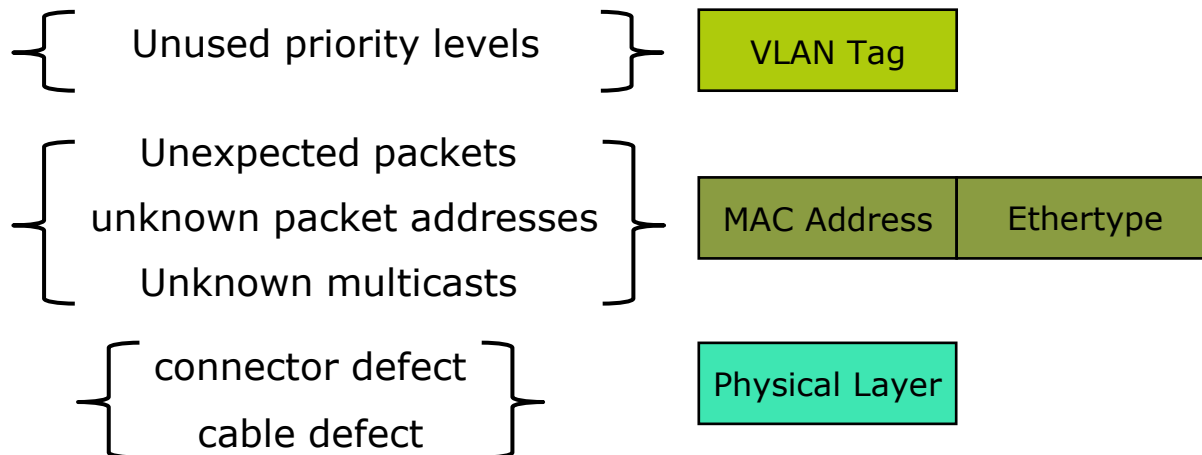 Unused priority levels
VLAN Tag
Unexpected packets
unknown packet addresses
Unknown multicasts
MAC Address
Ethertype
connector defect
cable defect
Physical Layer